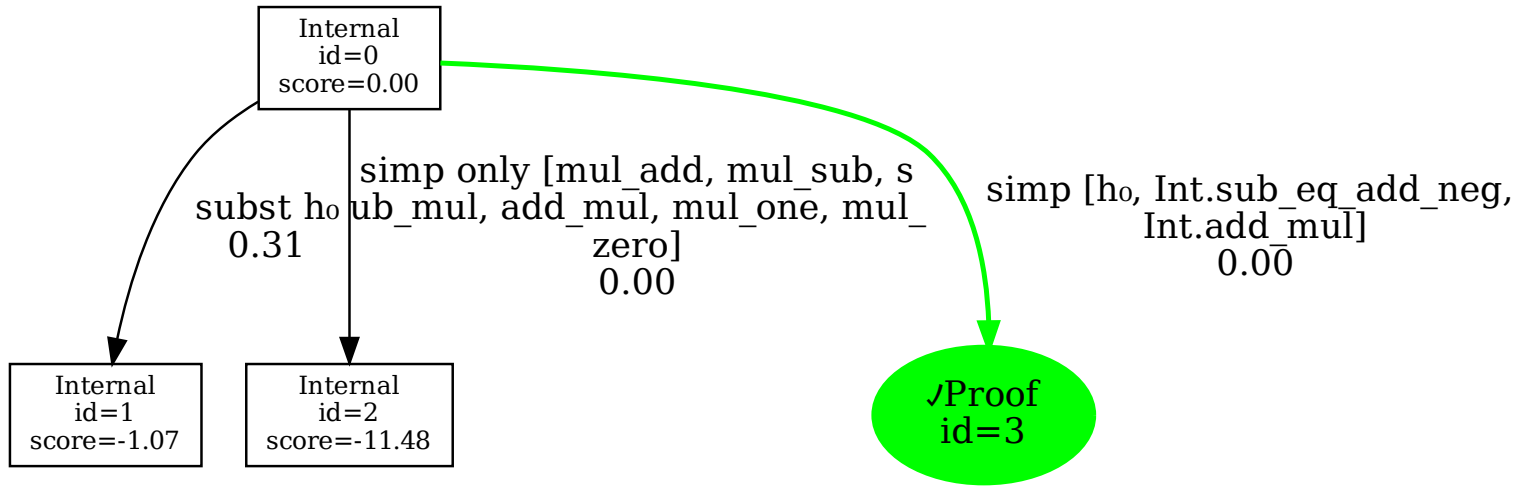 Internal
id=0
score=0.00
subst h₀
0.31
simp only [mul_add, mul_sub, s
ub_mul, add_mul, mul_one, mul_
zero]
0.00
simp [h₀, Int.sub_eq_add_neg,
Int.add_mul]
0.00
Internal
id=1
score=-1.07
Internal
id=2
score=-11.48
✓Proof
id=3